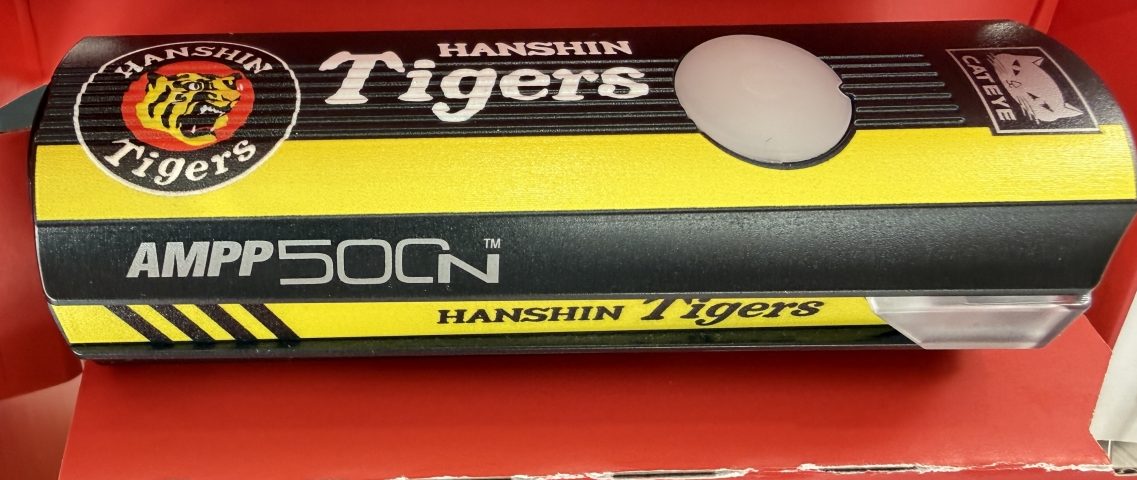 HANSHIN
Tigers
HANSHIN
Tigers
CATEYE
AMPP500N™
HANSHIN Tigers